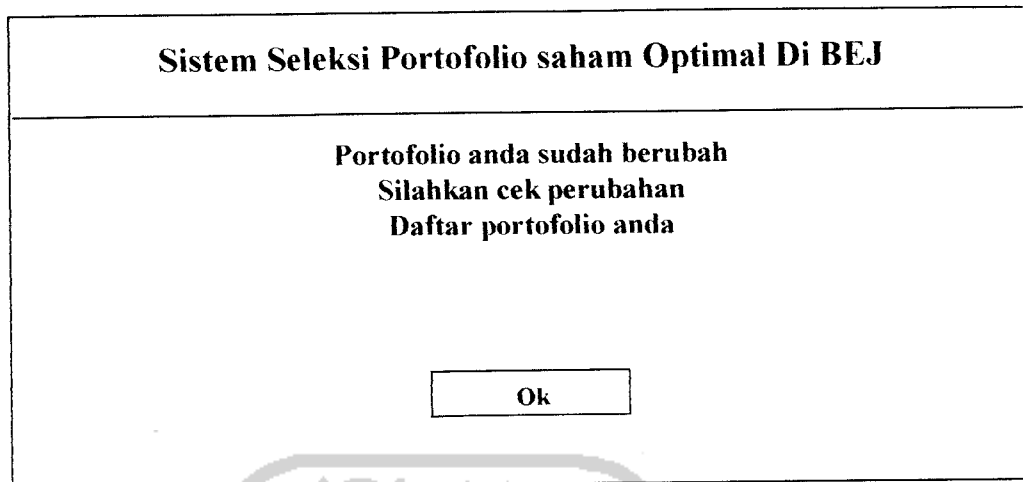 Sistem Seleksi Portofolio saham Optimal Di BEJ
Portofolio anda sudah berubah
Silahkan cek perubahan
Daftar portofolio anda
Ok